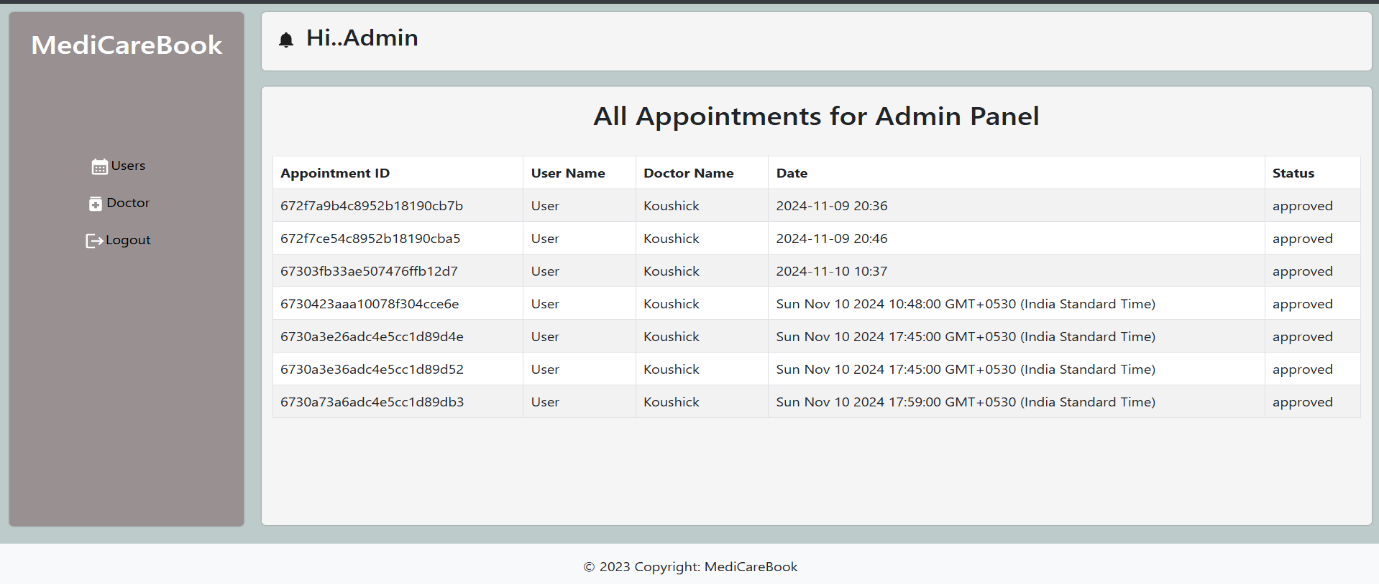 MediCareBook
Users
Doctor
Logout
Hi..Admin
All Appointments for Admin Panel
Appointment ID User Name Doctor Name Date Status
672f7a9b4c8952b18190cb7b User Koushick 2024-11-09 20:36 approved
672f7ce54c8952b18190cba5 User Koushick 2024-11-09 20:46 approved
67303fb33ae507476ffb12d7 User Koushick 2024-11-10 10:37 approved
6730423aaa10078f304cce6e User Koushick Sun Nov 10 2024 10:48:00 GMT+0530 (India Standard Time) approved
6730a3e26adc4e5cc1d89d4e User Koushick Sun Nov 10 2024 17:45:00 GMT+0530 (India Standard Time) approved
6730a3e36adc4e5cc1d89d52 User Koushick Sun Nov 10 2024 17:45:00 GMT+0530 (India Standard Time) approved
6730a73a6adc4e5cc1d89db3 User Koushick Sun Nov 10 2024 17:59:00 GMT+0530 (India Standard Time) approved
© 2023 Copyright: MediCareBook